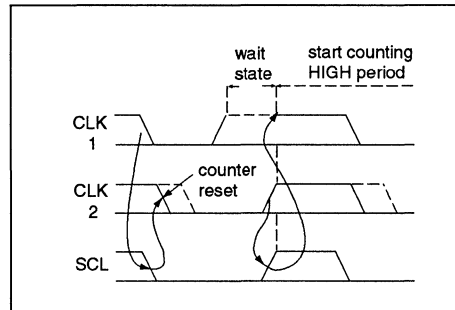 wait
state
start counting
HIGH period
CLK
1
counter
reset
CLK
2
SCL